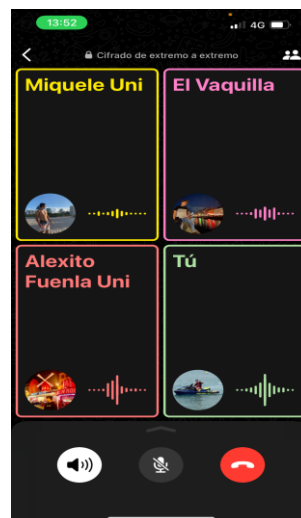 13:52
4G
Cifrado de extremo a extremo
Miquele Uni
El Vaquilla
Alexito
Fuenla Uni
Tú